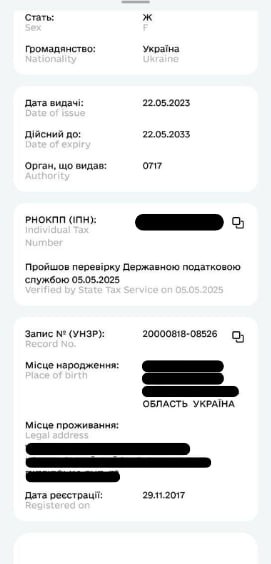 Стать: Ж
Sex F
Громадянство: Україна
Nationality Ukraine
Дата видачі: 22.05.2023
Date of issue
Дійсний до: 22.05.2033
Date of expiry
Орган, що видав: 0717
Authority
РНОКПП (ІПН):
Individual Tax
Number
Пройшов перевірку Державною податковою
службою 05.05.2025
Verified by State Tax Service on 05.05.2025
Запис № (УНЗР): 20000818-08526
Record No.
Місце народження:
Place of birth
ОБЛАСТЬ УКРАЇНА
Місце проживання:
Legal address
Дата реєстрації: 29.11.2017
Registered on